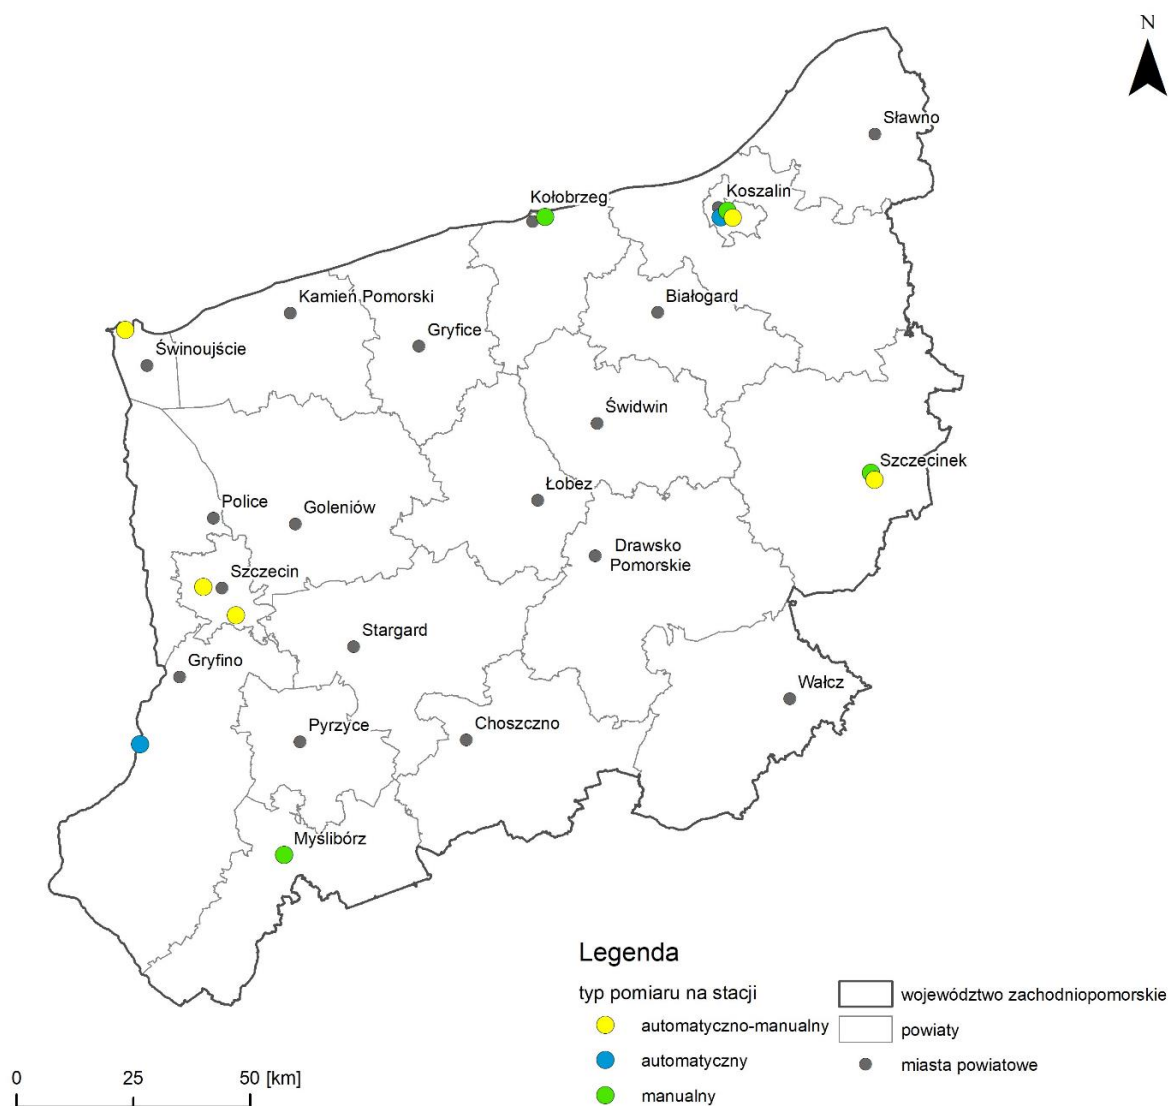 N
Sławno
Koszalin
Kołobrzeg
Kamień Pomorski
Białogard
Gryfice
Świnoujście
Świdwin
Szczecinek
Łobez
Police
Goleniów
Drawsko
Pomorskie
Szczecin
Stargard
Gryfino
Wałcz
Choszczno
Pyrzyce
Myślibórz
Legenda
typ pomiaru na stacji
automatyczno-manualny
automatyczny
manualny
województwo zachodniopomorskie
powiaty
miasta powiatowe
0 25 50 [km]